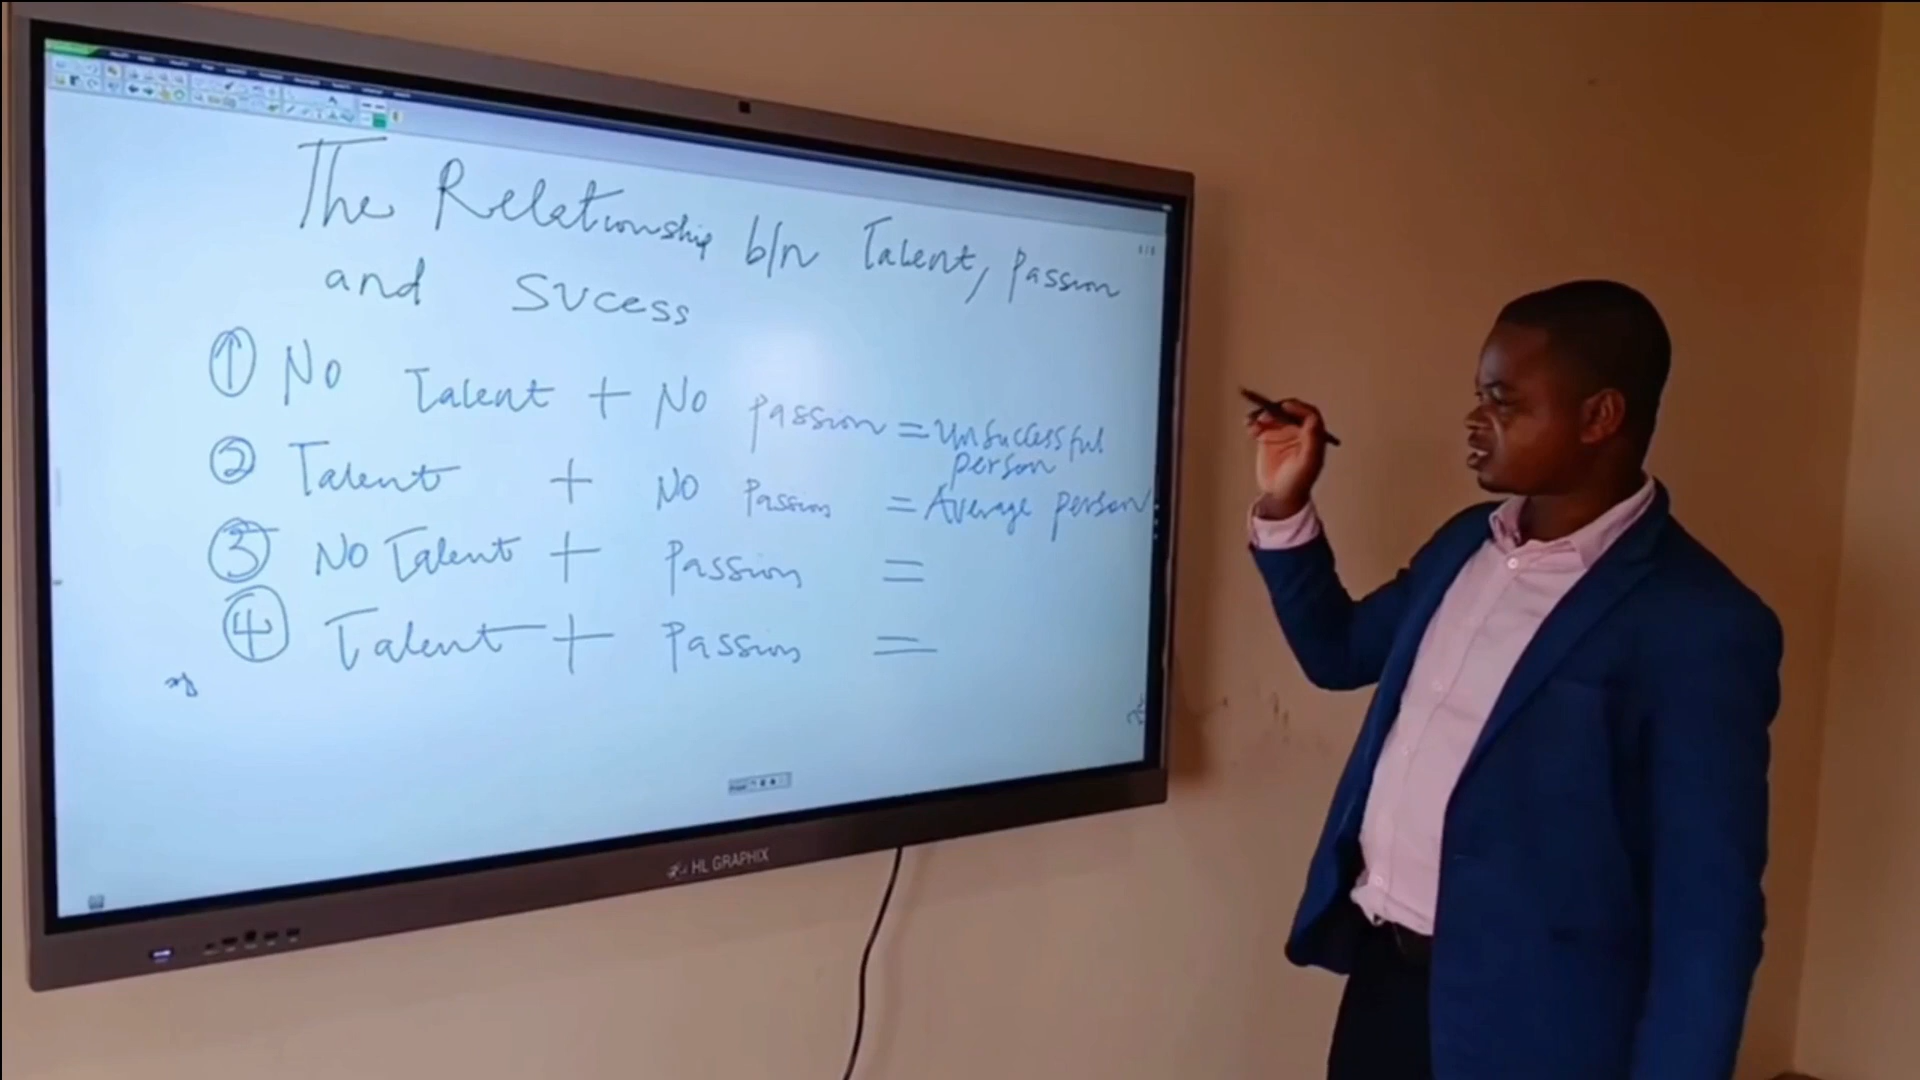 The Relationship b/n Talent, Passion
and Sucess
① No Talent + No Passion = Unsuccessful
person
② Talent + No Passion = Average person
③ No Talent + Passion =
④ Talent + Passion =
HL GRAPHIX